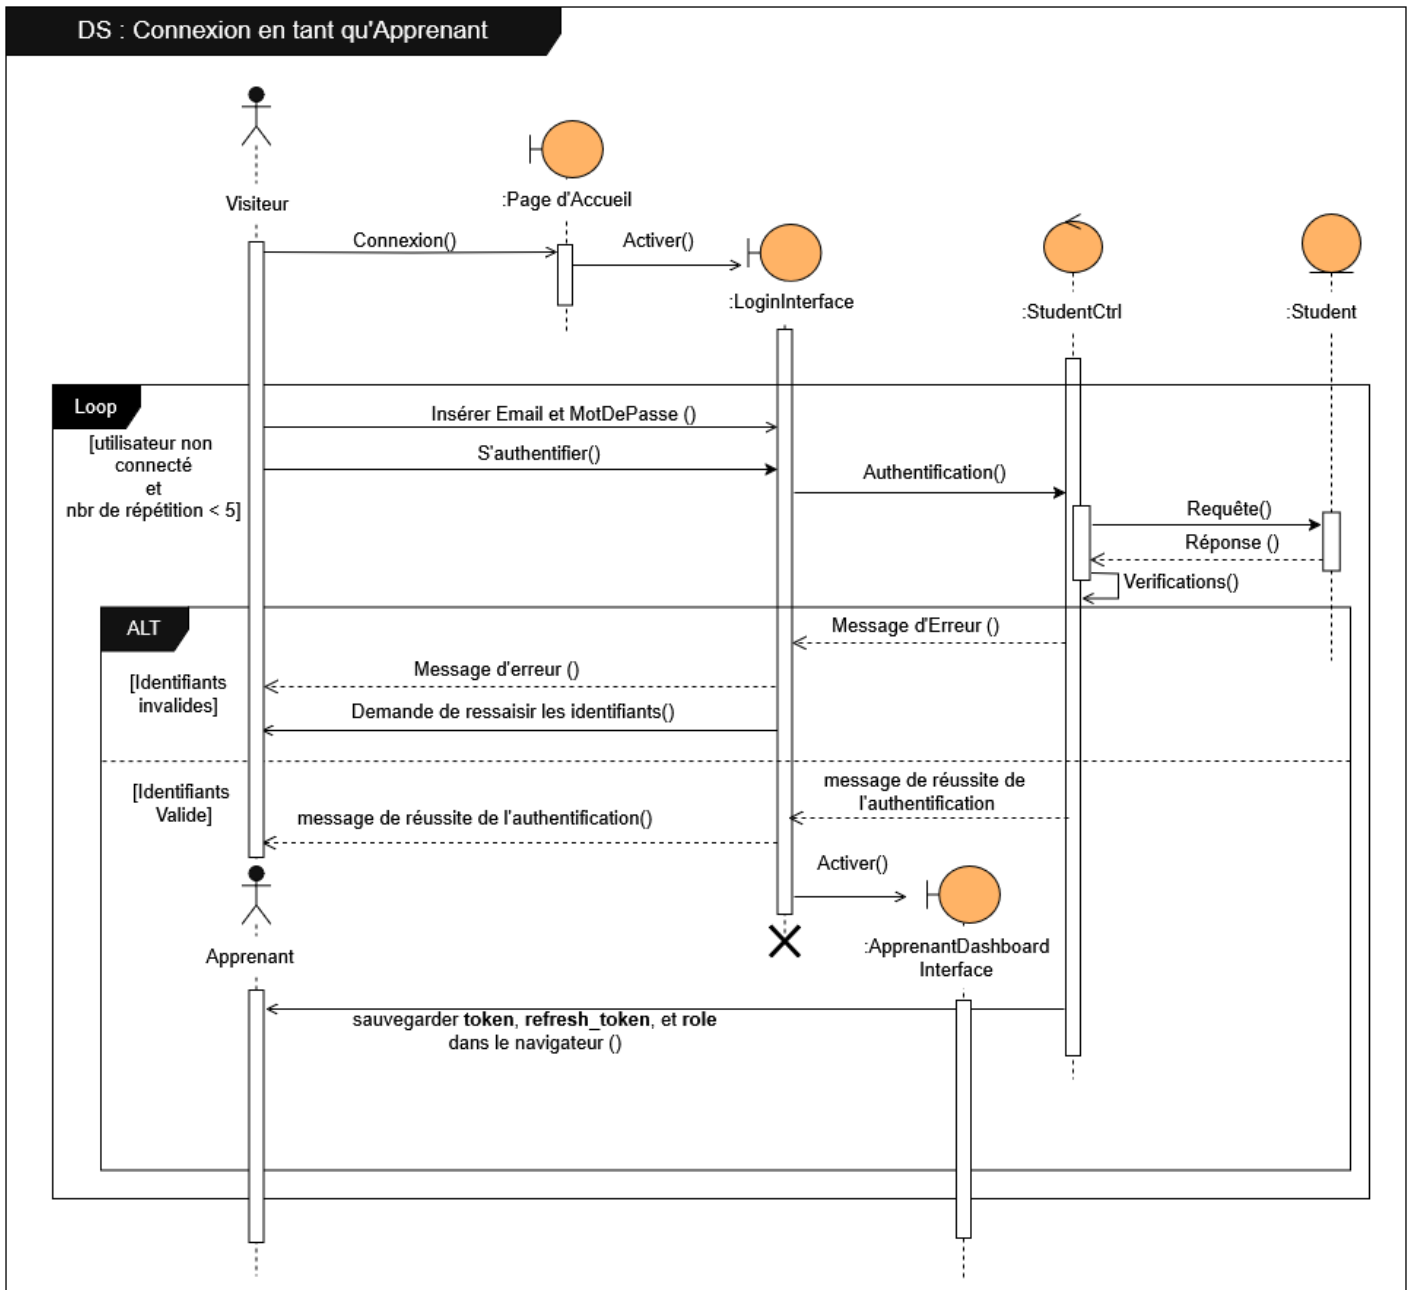 DS : Connexion en tant qu'Apprenant
Visiteur
:Page d'Accueil
Connexion()
Activer()
:LoginInterface
:StudentCtrl
:Student
Loop
[utilisateur non
connecté
et
nbr de répétition < 5]
Insérer Email et MotDePasse ()
S'authentifier()
Authentification()
Requête()
Réponse ()
Verifications()
ALT
Message d'Erreur ()
[Identifiants
invalides]
Message d'erreur ()
Demande de ressaisir les identifiants()
[Identifiants
Valide]
message de réussite de
l'authentification
message de réussite de l'authentification()
Activer()
Apprenant
:ApprenantDashboard
Interface
sauvegarder token, refresh_token, et role
dans le navigateur ()